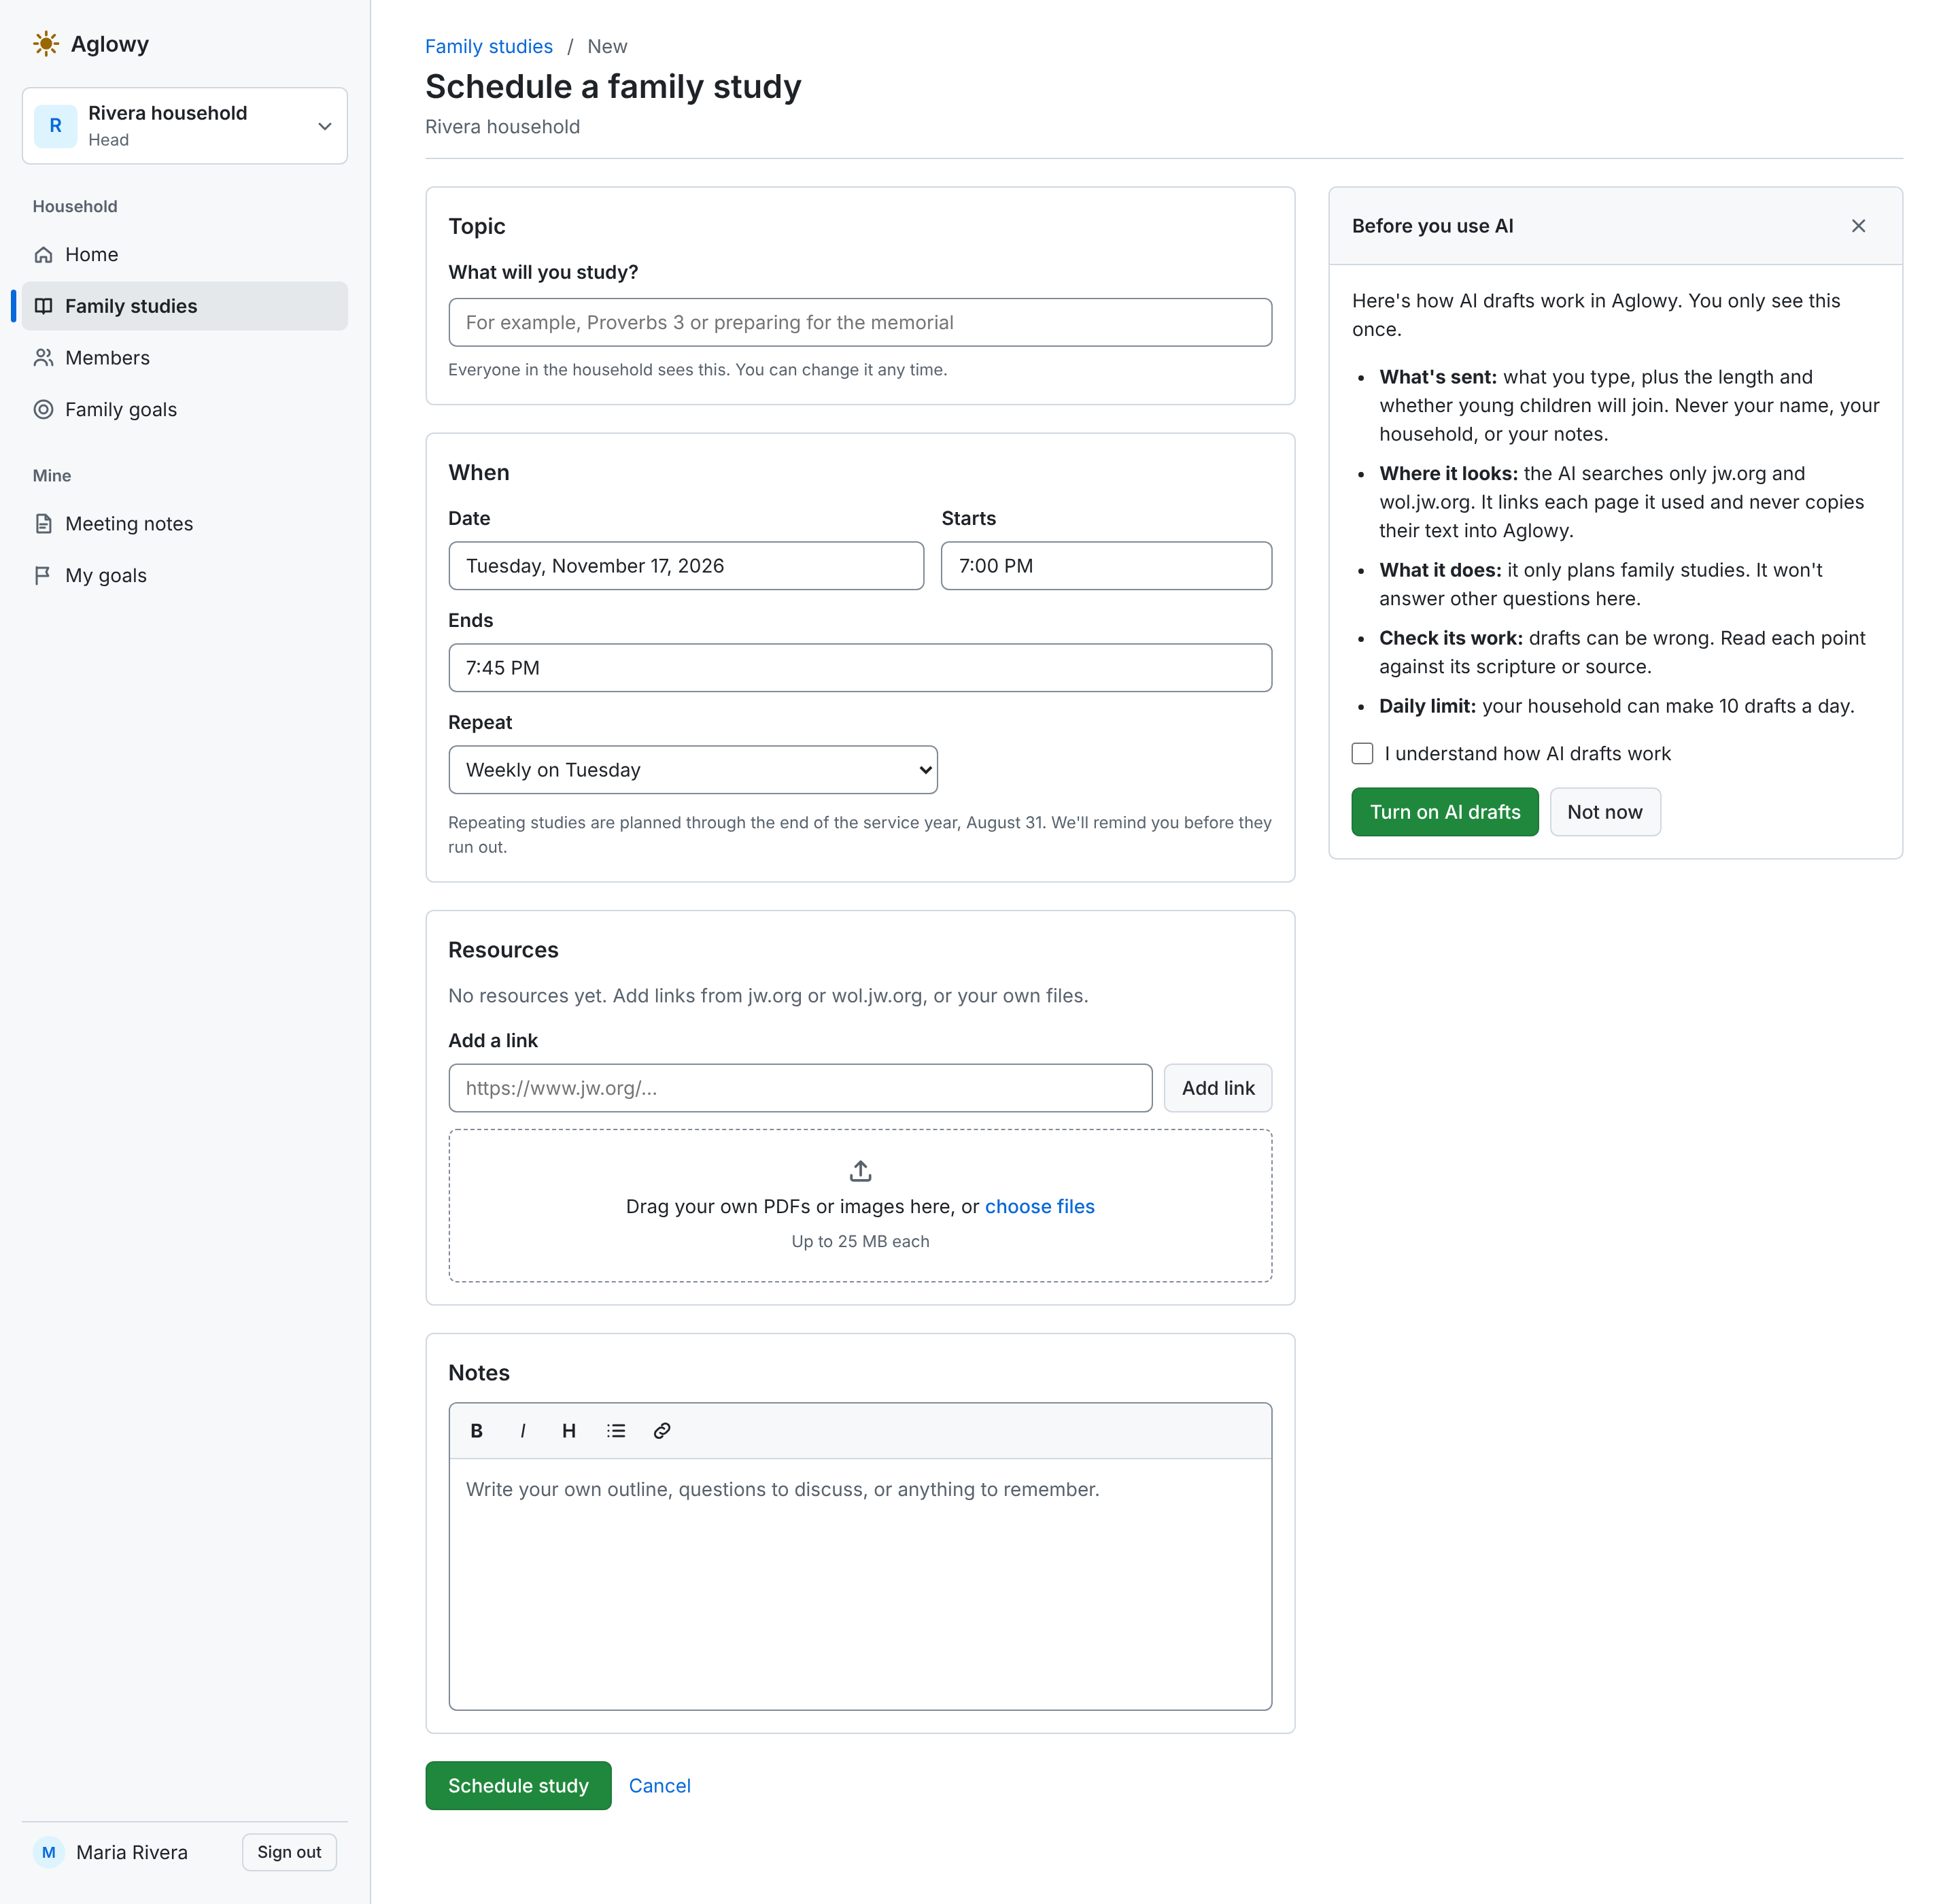 Aglowy
R
Rivera household
Head
Household
Home
Family studies
Members
Family goals
Mine
Meeting notes
My goals
M
Maria Rivera
Sign out
Family studies / New
Schedule a family study
Rivera household
Topic
What will you study?
For example, Proverbs 3 or preparing for the memorial
Everyone in the household sees this. You can change it any time.
When
Date
Starts
Tuesday, November 17, 2026
7:00 PM
Ends
7:45 PM
Repeat
Weekly on Tuesday
Repeating studies are planned through the end of the service year, August 31. We'll remind you before they
run out.
Resources
No resources yet. Add links from jw.org or wol.jw.org, or your own files.
Add a link
https://www.jw.org/...
Add link
Drag your own PDFs or images here, or choose files
Up to 25 MB each
Notes
B I H
Write your own outline, questions to discuss, or anything to remember.
Schedule study
Cancel
Before you use AI
Here's how AI drafts work in Aglowy. You only see this
once.
• What's sent: what you type, plus the length and
whether young children will join. Never your name, your
household, or your notes.
• Where it looks: the AI searches only jw.org and
wol.jw.org. It links each page it used and never copies
their text into Aglowy.
• What it does: it only plans family studies. It won't
answer other questions here.
• Check its work: drafts can be wrong. Read each point
against its scripture or source.
• Daily limit: your household can make 10 drafts a day.
I understand how AI drafts work
Turn on AI drafts
Not now